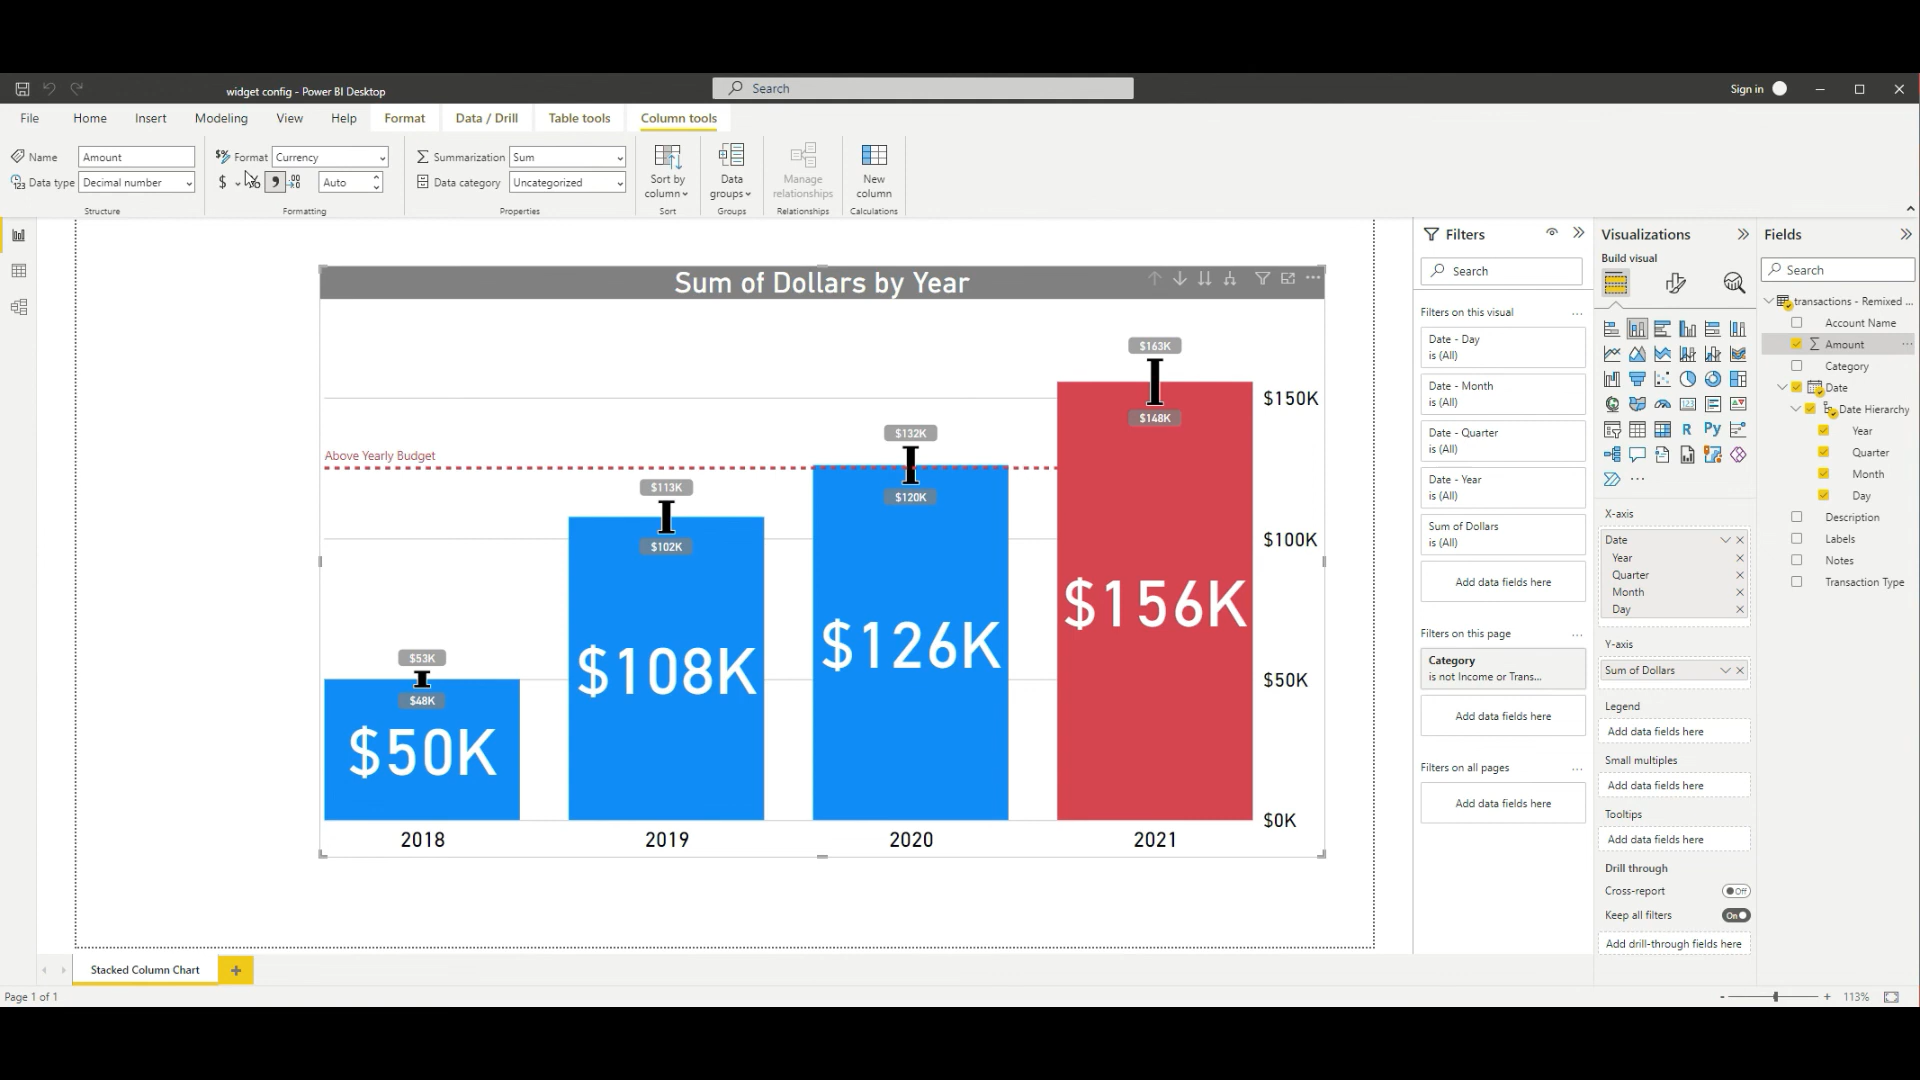 widget config - Power BI Desktop
Search
Sign in
File
Home
Insert
Modeling
View
Help
Format
Data / Drill
Table tools
Column tools
Name
Amount
Data type
Decimal number
Structure
Format
Currency
$
Auto
Formatting
Summarization
Sum
Data category
Uncategorized
Properties
Sort by
column
Sort
Data
groups
Groups
Manage
relationships
Relationships
New
column
Calculations
Sum of Dollars by Year
Above Yearly Budget
$53K
$48K
$50K
$113K
$102K
$108K
$132K
$120K
$126K
$163K
$148K
$156K
$150K
$100K
$50K
$0K
2018
2019
2020
2021
Filters
Search
Filters on this visual
...
Date - Day
is (All)
Date - Month
is (All)
Date - Quarter
is (All)
Date - Year
is (All)
Sum of Dollars
is (All)
Add data fields here
Filters on this page
...
Category
is not Income or Trans...
Add data fields here
Filters on all pages
...
Add data fields here
Visualizations
Build visual
R
Py
...
X-axis
Date
Year
Quarter
Month
Day
Y-axis
Sum of Dollars
Legend
Add data fields here
Small multiples
Add data fields here
Tooltips
Add data fields here
Drill through
Cross-report
Off
Keep all filters
On
Add drill-through fields here
Fields
Search
transactions - Remixed ...
Account Name
Amount
...
Category
Date
Date Hierarchy
Year
Quarter
Month
Day
Description
Labels
Notes
Transaction Type
Stacked Column Chart
+
Page 1 of 1
- + 113%